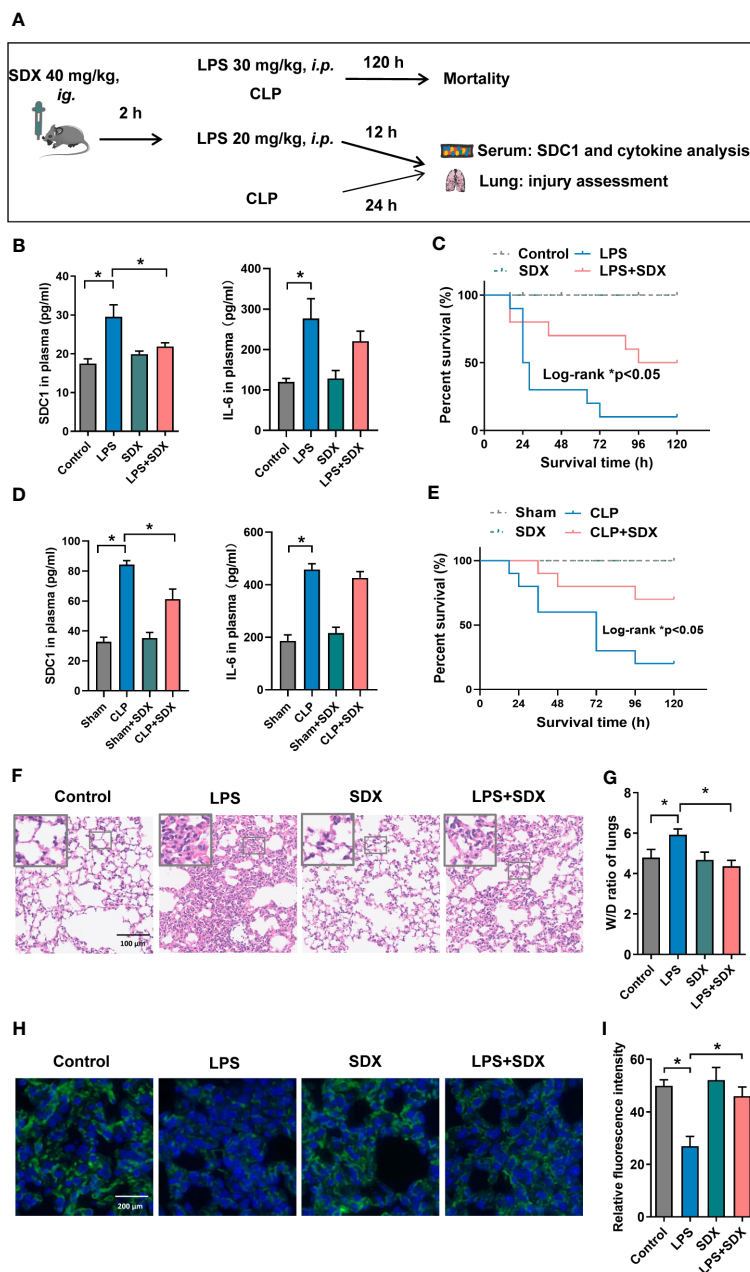 A
SDX 40 mg/kg,
ig.
2 h
LPS 30 mg/kg, i.p.
CLP
120 h
Mortality
LPS 20 mg/kg, i.p.
12 h
CLP
24 h
Serum: SDC1 and cytokine analysis
Lung: injury assessment
B
SDC1 in plasma (pg/ml)
40
30
20
10
0
*
*
Control
LPS
SDX
LPS+SDX
IL-6 in plasma (pg/ml)
400
300
200
100
0
*
Control
LPS
SDX
LPS+SDX
C
Control
LPS
SDX
LPS+SDX
Percent survival (%)
100
50
0
Log-rank *p<0.05
0
24
48
72
96
120
Survival time (h)
D
SDC1 in plasma (pg/ml)
100
80
60
40
20
0
*
*
Sham
CLP
Sham+SDX
CLP+SDX
IL-6 in plasma (pg/ml)
600
400
200
0
*
Sham
CLP
Sham+SDX
CLP+SDX
E
Sham
CLP
SDX
CLP+SDX
Percent survival (%)
100
50
0
Log-rank *p<0.05
0
24
48
72
96
120
Survival time (h)
F
Control
LPS
SDX
LPS+SDX
100 μm
G
W/D ratio of lungs
8
6
4
2
0
*
*
Control
LPS
SDX
LPS+SDX
H
Control
LPS
SDX
LPS+SDX
200 μm
I
Relative fluorescence intensity
60
40
20
0
*
*
Control
LPS
SDX
LPS+SDX